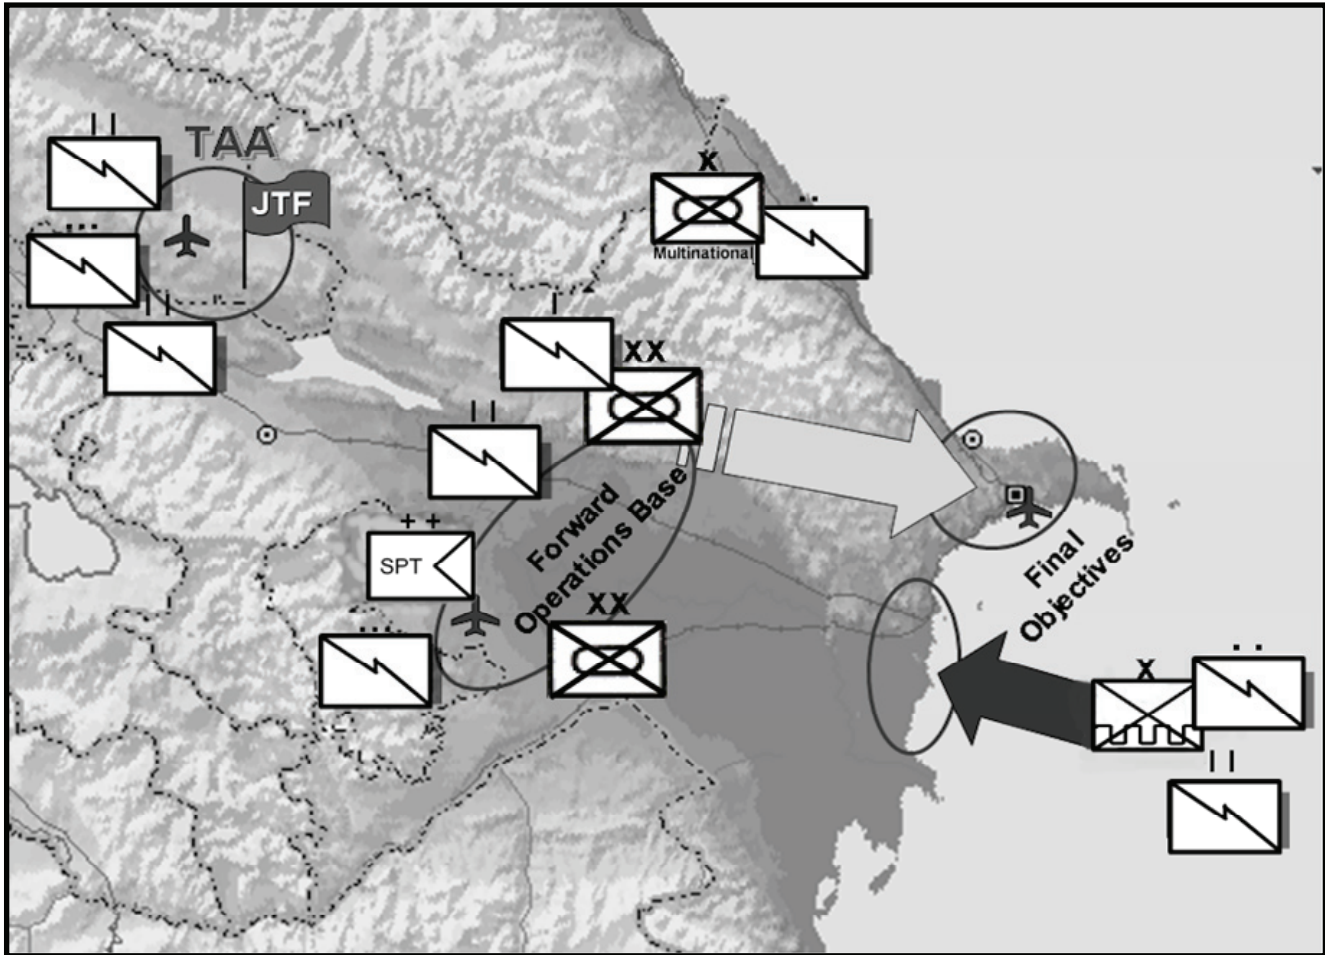 TAA
JTF
X
Multinational
XX
Forward
Operations Base
+ +
SPT
XX
Final
Objectives
X